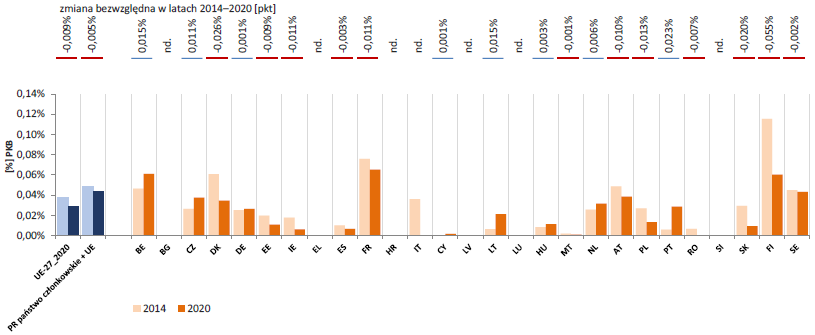 zmiana bezwzględna w latach 2014–2020 [pkt]
-0,009% -0,005% 0,015% nd. 0,011% -0,026% 0,001% -0,009% -0,011% nd. -0,003% -0,011% nd. nd. 0,001% nd. 0,015% nd. 0,003% -0,001% 0,006% -0,010% -0,013% 0,023% -0,007% nd. -0,020% -0,055% -0,002%
[%] PKB
0,14%
0,12%
0,10%
0,08%
0,06%
0,04%
0,02%
0,00%
UE-27_2020 PR państwo członkowskie + UE BE BG CZ DK DE EE IE EL ES FR HR IT CY LV LT LU HU MT NL AT PL PT RO SI SK FI SE
2014 2020